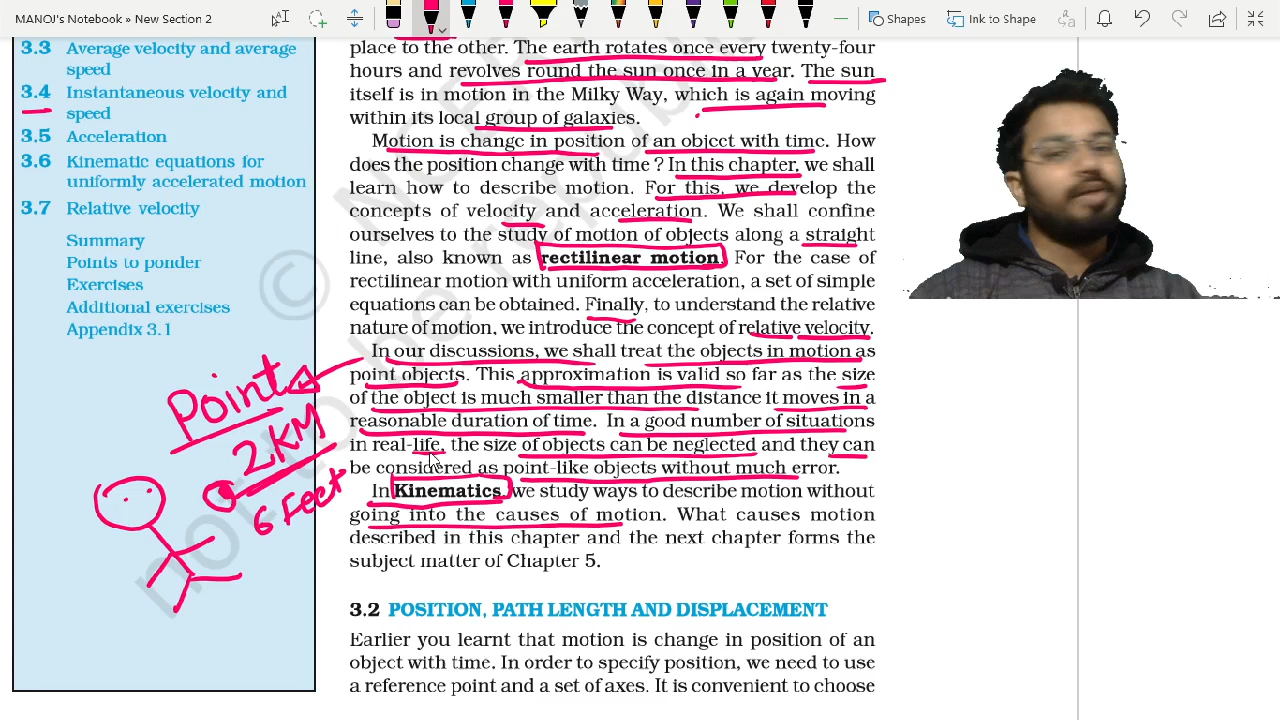 MANOJ's Notebook » New Section 2
Shapes
Ink to Shape
3.3 Average velocity and average
speed
3.4 Instantaneous velocity and
speed
3.5 Acceleration
3.6 Kinematic equations for
uniformly accelerated motion
3.7 Relative velocity
Summary
Points to ponder
Exercises
Additional exercises
Appendix 3.1
Point
2KM
6 Feet
place to the other. The earth rotates once every twenty-four
hours and revolves round the sun once in a year. The sun
itself is in motion in the Milky Way, which is again moving
within its local group of galaxies.
Motion is change in position of an object with time. How
does the position change with time ? In this chapter, we shall
learn how to describe motion. For this, we develop the
concepts of velocity and acceleration. We shall confine
ourselves to the study of motion of objects along a straight
line, also known as rectilinear motion. For the case of
rectilinear motion with uniform acceleration, a set of simple
equations can be obtained. Finally, to understand the relative
nature of motion, we introduce the concept of relative velocity.
In our discussions, we shall treat the objects in motion as
point objects. This approximation is valid so far as the size
of the object is much smaller than the distance it moves in a
reasonable duration of time. In a good number of situations
in real-life, the size of objects can be neglected and they can
be considered as point-like objects without much error.
In Kinematics, we study ways to describe motion without
going into the causes of motion. What causes motion
described in this chapter and the next chapter forms the
subject matter of Chapter 5.
3.2 POSITION, PATH LENGTH AND DISPLACEMENT
Earlier you learnt that motion is change in position of an
object with time. In order to specify position, we need to use
a reference point and a set of axes. It is convenient to choose